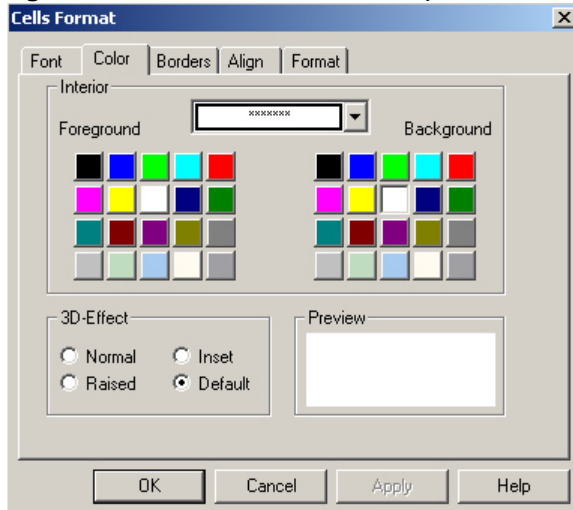 Cells Format
Font Color Borders Align Format
Interior
xxxxxxx
Foreground Background
3D-Effect Preview
Normal Inset
Raised Default
OK Cancel Apply Help